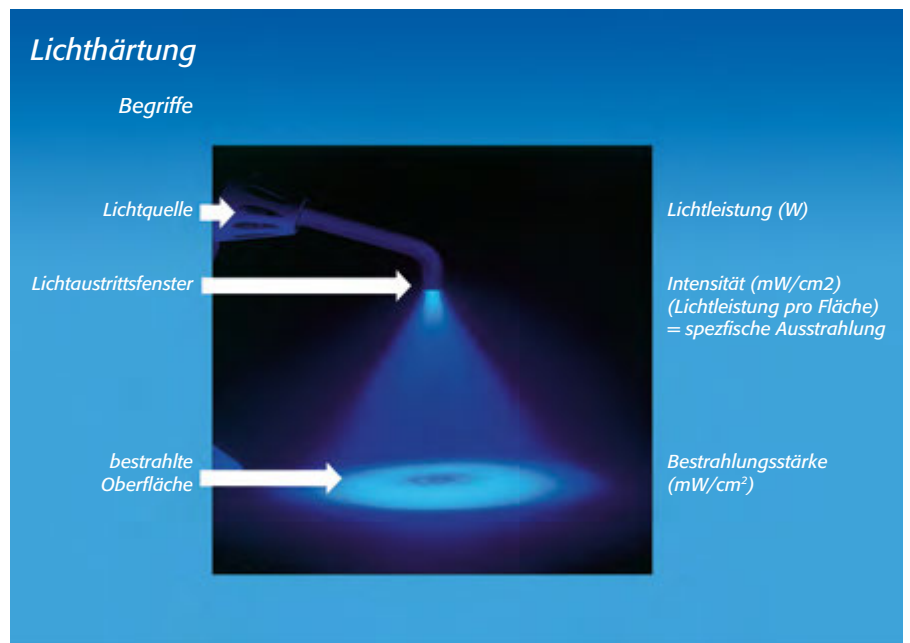 Lichthärtung
Begriffe
Lichtquelle
Lichtleistung (W)
Lichtaustrittsfenster
Intensität (mW/cm2)
(Lichtleistung pro Fläche)
= spezfische Ausstrahlung
bestrahlte
Oberfläche
Bestrahlungsstärke
(mW/cm²)